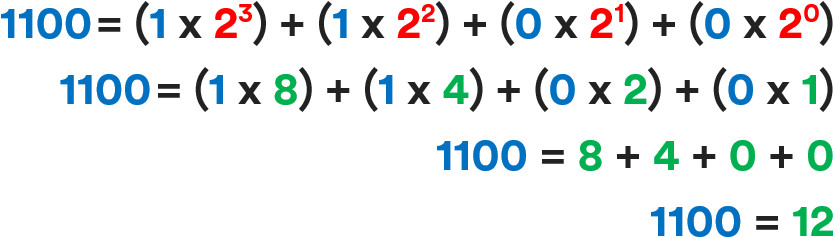 1100 = (1 x 2³) + (1 x 2²) + (0 x 2¹) + (0 x 2⁰)
1100 = (1 x 8) + (1 x 4) + (0 x 2) + (0 x 1)
1100 = 8 + 4 + 0 + 0
1100 = 12